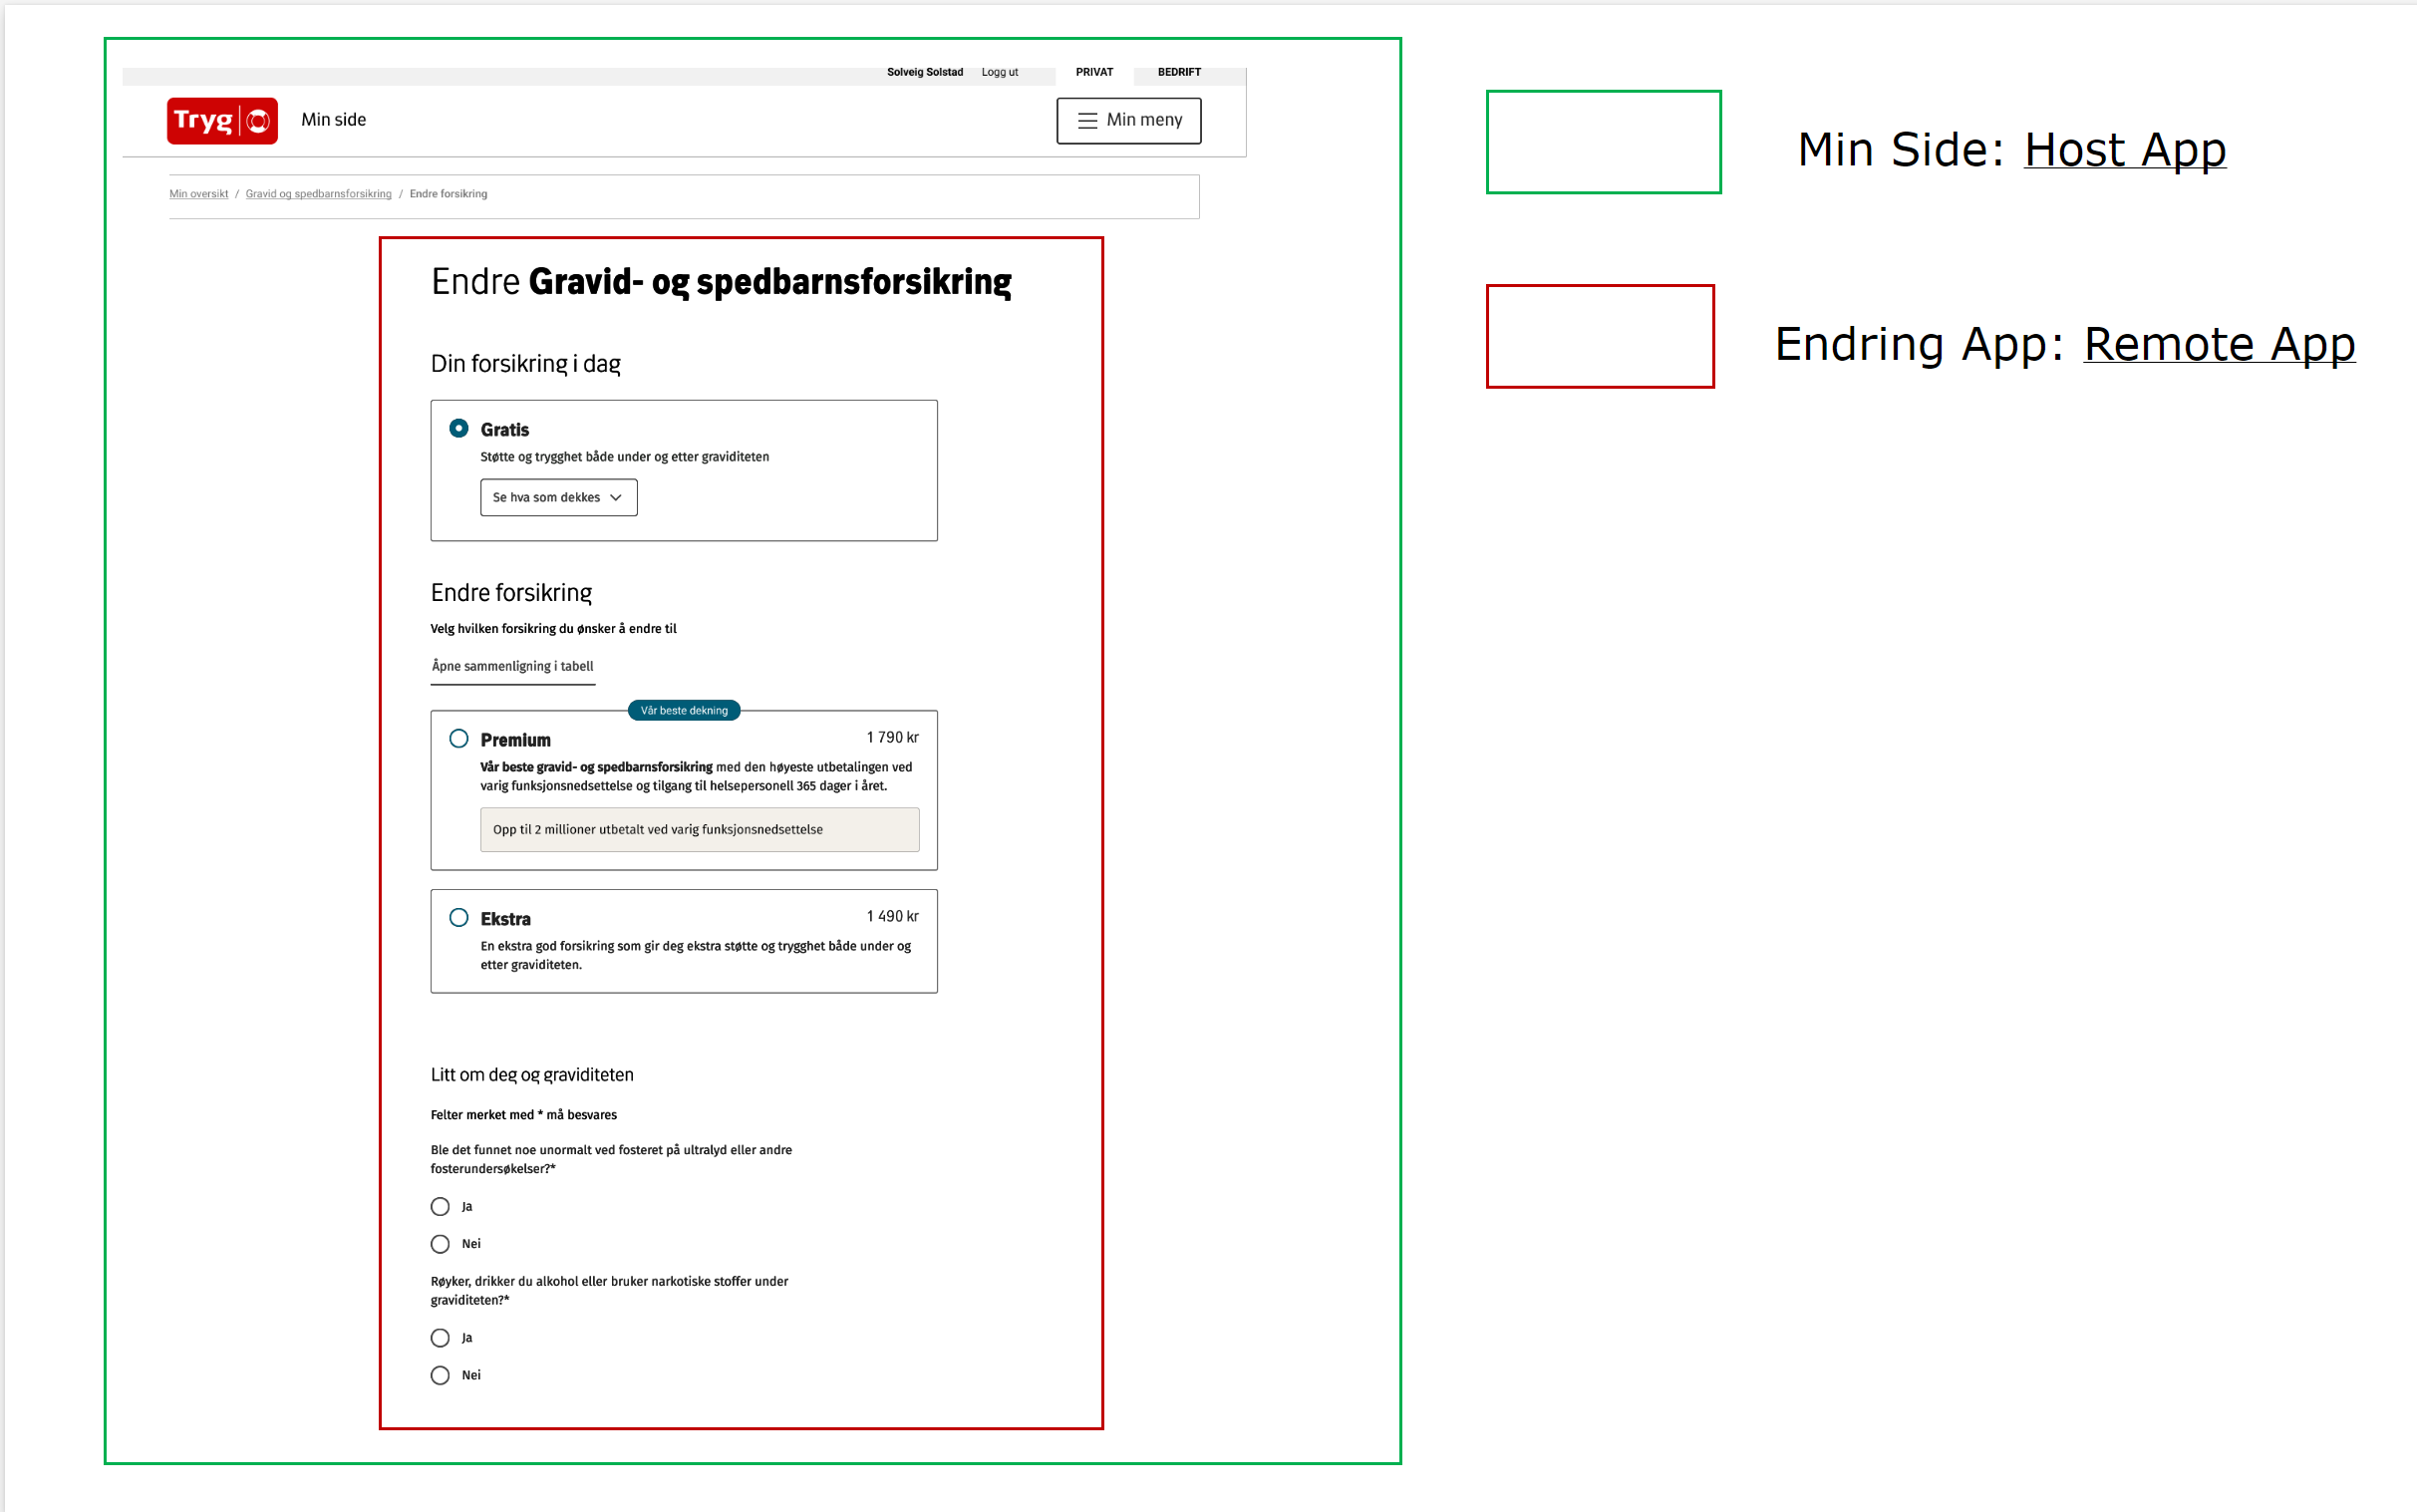 Solveig Solstad Logg ut PRIVAT BEDRIFT
Tryg Min side Min meny
Min oversikt / Gravid og spedbarnsforsikring / Endre forsikring
Endre Gravid- og spedbarnsforsikring
Din forsikring i dag
Gratis
Støtte og trygghet både under og etter graviditeten
Se hva som dekkes
Endre forsikring
Velg hvilken forsikring du ønsker å endre til
Åpne sammenligning i tabell
Vår beste dekning
Premium 1 790 kr
Vår beste gravid- og spedbarnsforsikring med den høyeste utbetalingen ved
varig funksjonsnedsettelse og tilgang til helsepersonell 365 dager i året.
Opp til 2 millioner utbetalt ved varig funksjonsnedsettelse
Ekstra 1 490 kr
En ekstra god forsikring som gir deg ekstra støtte og trygghet både under og
etter graviditeten.
Litt om deg og graviditeten
Felter merket med * må besvares
Ble det funnet noe unormalt ved fosteret på ultralyd eller andre
fosterundersøkelser?*
Ja
Nei
Røyker, drikker du alkohol eller bruker narkotiske stoffer under
graviditeten?*
Ja
Nei
Min Side: Host App
Endring App: Remote App